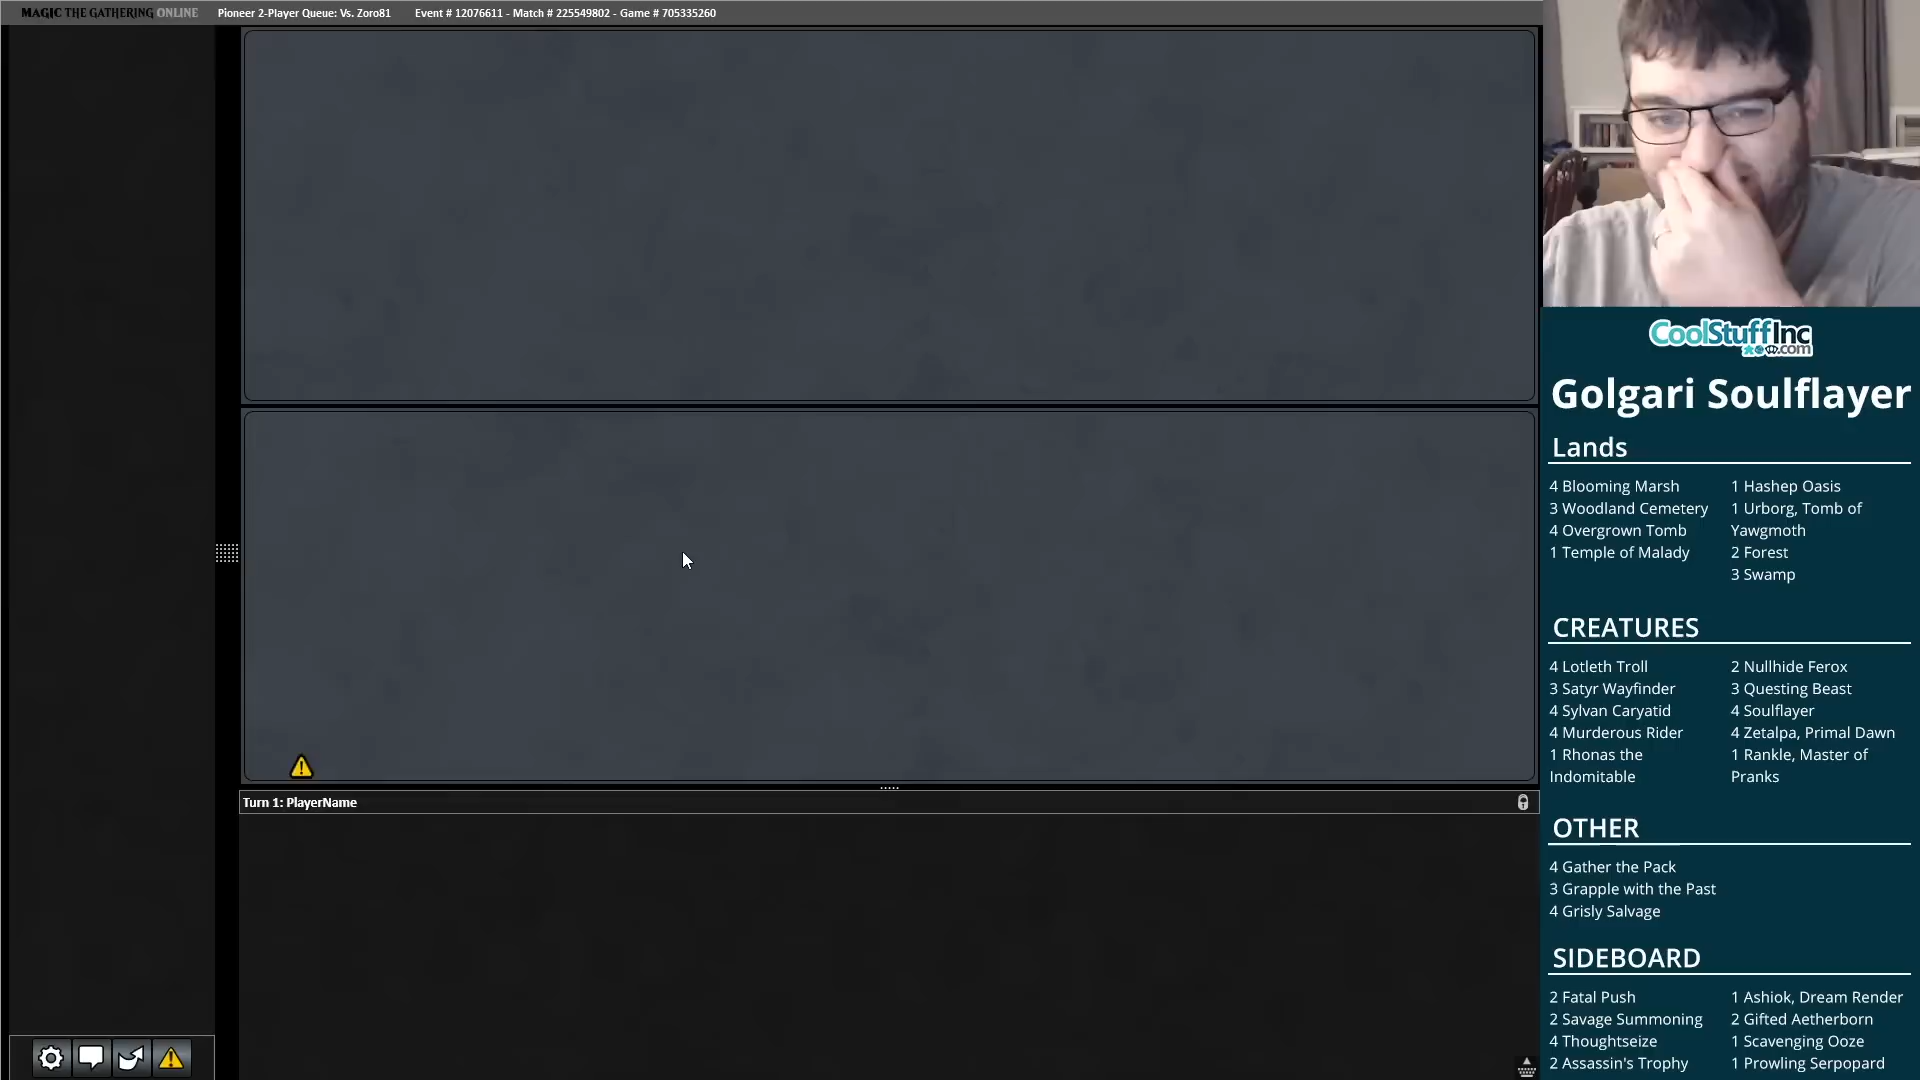 MAGIC THE GATHERING ONLINE Pioneer 2-Player Queue: Vs. Zoro81 Event # 12076611 - Match # 225549802 - Game # 705335260
Turn 1: PlayerName
CoolStuffInc
.com
Golgari Soulflayer
Lands
4 Blooming Marsh
3 Woodland Cemetery
4 Overgrown Tomb
1 Temple of Malady
1 Hashep Oasis
1 Urborg, Tomb of
Yawgmoth
2 Forest
3 Swamp
CREATURES
4 Lotleth Troll
3 Satyr Wayfinder
4 Sylvan Caryatid
4 Murderous Rider
1 Rhonas the
Indomitable
2 Nullhide Ferox
3 Questing Beast
4 Soulflayer
4 Zetalpa, Primal Dawn
1 Rankle, Master of
Pranks
OTHER
4 Gather the Pack
3 Grapple with the Past
4 Grisly Salvage
SIDEBOARD
2 Fatal Push
2 Savage Summoning
4 Thoughtseize
2 Assassin's Trophy
1 Ashiok, Dream Render
2 Gifted Aetherborn
1 Scavenging Ooze
1 Prowling Serpopard